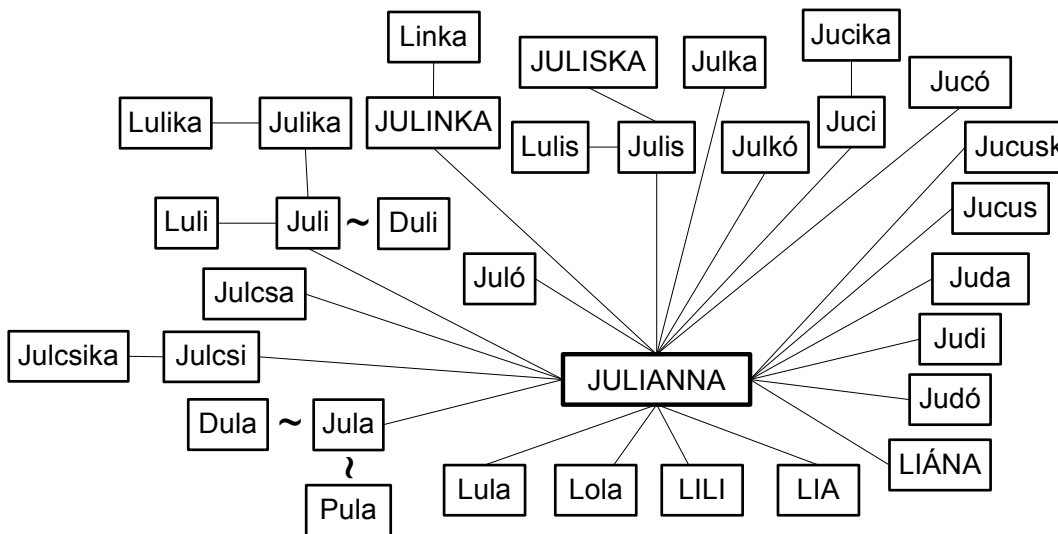 Linka
Jucika
JULISKA
Julka
Jucó
Lulika
Julika
JULINKA
Juci
Lulis
Julis
Julkó
Jucusk
Luli
Juli
~
Duli
Jucus
Juló
Julcsa
Juda
Judi
Julcsika
Julcsi
JULIANNA
Judó
Dula
~
Jula
~
LIÁNA
Lula
Lola
LILI
LIA
Pula